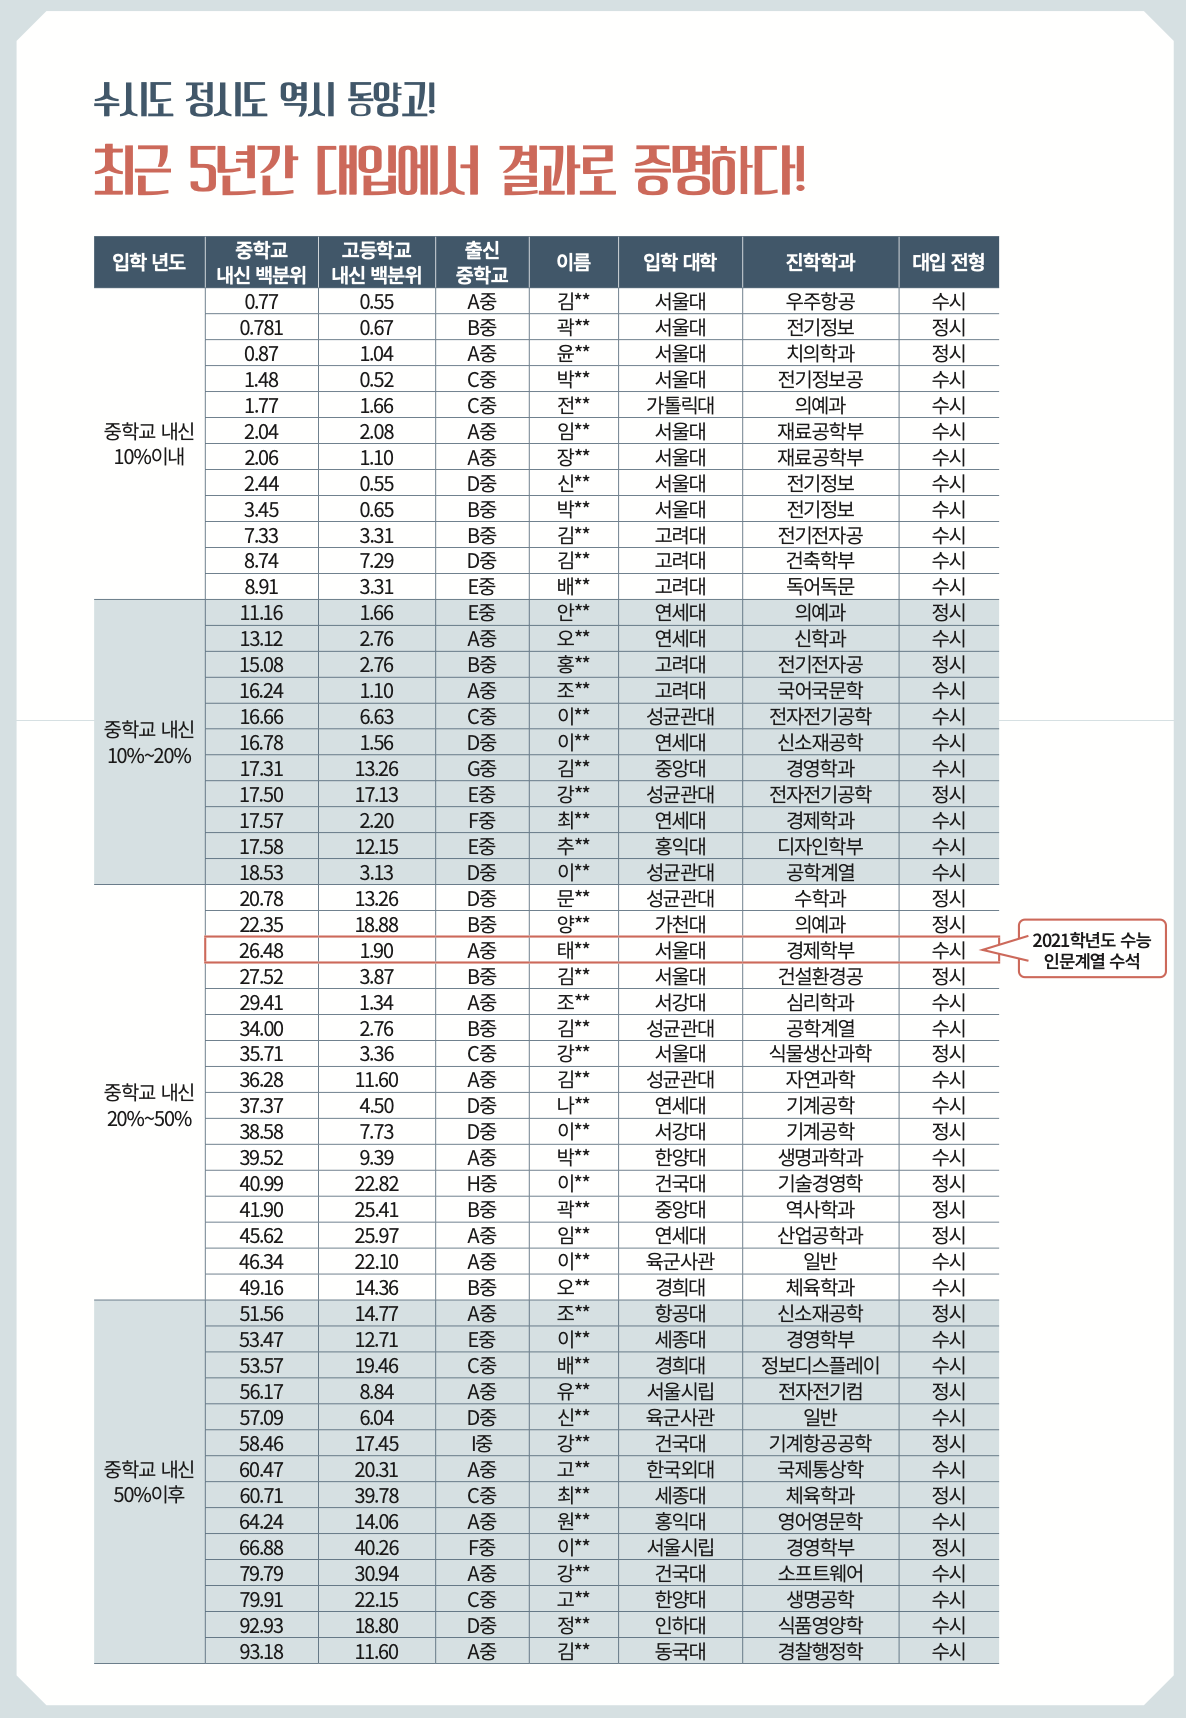 수시도 정시도 역시 동양고!
최근 5년간 대입에서 결과로 증명하다!
입학 년도 중학교 내신 백분위 고등학교 내신 백분위 출신 중학교 이름 입학 대학 진학학과 대입 전형
중학교 내신 10%이내
0.77 0.55 A중 김** 서울대 우주항공 수시
0.781 0.67 B중 곽** 서울대 전기정보 정시
0.87 1.04 A중 윤** 서울대 치의학과 정시
1.48 0.52 C중 박** 서울대 전기정보공 수시
1.77 1.66 C중 전** 가톨릭대 의예과 수시
2.04 2.08 A중 임** 서울대 재료공학부 수시
2.06 1.10 A중 장** 서울대 재료공학부 수시
2.44 0.55 D중 신** 서울대 전기정보 수시
3.45 0.65 B중 박** 서울대 전기정보 수시
7.33 3.31 B중 김** 고려대 전기전자공 수시
8.74 7.29 D중 김** 고려대 건축학부 수시
8.91 3.31 E중 배** 고려대 독어독문 수시
중학교 내신 10%~20%
11.16 1.66 E중 안** 연세대 의예과 정시
13.12 2.76 A중 오** 연세대 신학과 수시
15.08 2.76 B중 홍** 고려대 전기전자공 정시
16.24 1.10 A중 조** 고려대 국어국문학 수시
16.66 6.63 C중 이** 성균관대 전자전기공학 수시
16.78 1.56 D중 이** 연세대 신소재공학 수시
17.31 13.26 G중 김** 중앙대 경영학과 수시
17.50 17.13 E중 강** 성균관대 전자전기공학 정시
17.57 2.20 F중 최** 연세대 경제학과 수시
17.58 12.15 E중 추** 홍익대 디자인학부 수시
18.53 3.13 D중 이** 성균관대 공학계열 수시
중학교 내신 20%~50%
20.78 13.26 D중 문** 성균관대 수학과 정시
22.35 18.88 B중 양** 가천대 의예과 정시
26.48 1.90 A중 태** 서울대 경제학부 수시
2021학년도 수능
인문계열 수석
27.52 3.87 B중 김** 서울대 건설환경공 정시
29.41 1.34 A중 조** 서강대 심리학과 수시
34.00 2.76 B중 김** 성균관대 공학계열 수시
35.71 3.36 C중 강** 서울대 식물생산과학 정시
36.28 11.60 A중 김** 성균관대 자연과학 수시
37.37 4.50 D중 나** 연세대 기계공학 수시
38.58 7.73 D중 이** 서강대 기계공학 정시
39.52 9.39 A중 박** 한양대 생명과학과 수시
40.99 22.82 H중 이** 건국대 기술경영학 정시
41.90 25.41 B중 곽** 중앙대 역사학과 정시
45.62 25.97 A중 임** 연세대 산업공학과 정시
46.34 22.10 A중 이** 육군사관 일반 수시
49.16 14.36 B중 오** 경희대 체육학과 수시
중학교 내신 50%이후
51.56 14.77 A중 조** 항공대 신소재공학 정시
53.47 12.71 E중 이** 세종대 경영학부 수시
53.57 19.46 C중 배** 경희대 정보디스플레이 수시
56.17 8.84 A중 유** 서울시립 전자전기컴 정시
57.09 6.04 D중 신** 육군사관 일반 수시
58.46 17.45 I중 강** 건국대 기계항공공학 정시
60.47 20.31 A중 고** 한국외대 국제통상학 수시
60.71 39.78 C중 최** 세종대 체육학과 정시
64.24 14.06 A중 원** 홍익대 영어영문학 수시
66.88 40.26 F중 이** 서울시립 경영학부 정시
79.79 30.94 A중 강** 건국대 소프트웨어 수시
79.91 22.15 C중 고** 한양대 생명공학 수시
92.93 18.80 D중 정** 인하대 식품영양학 수시
93.18 11.60 A중 김** 동국대 경찰행정학 수시